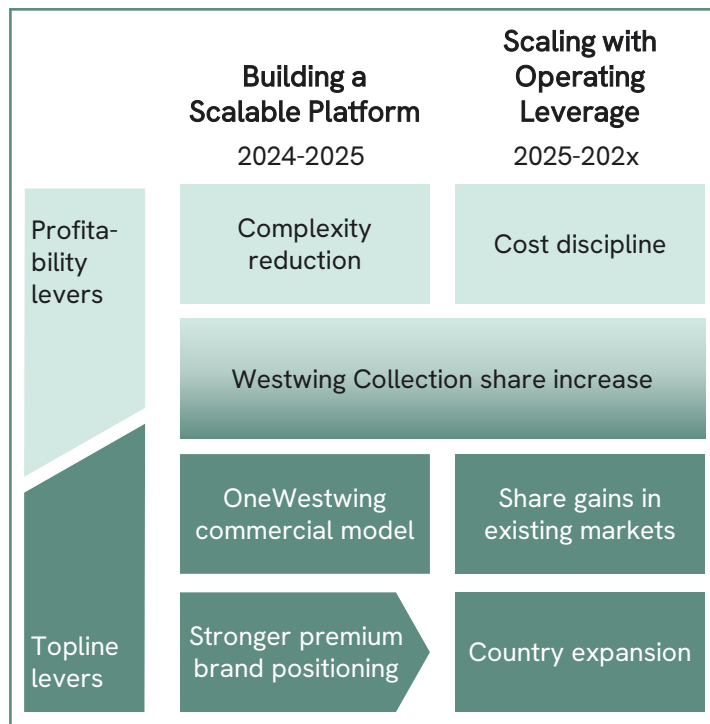 Building a
Scalable Platform
2024-2025
Scaling with
Operating
Leverage
2025-202x
Profita-
bility
levers
Complexity
reduction
Cost discipline
Westwing Collection share increase
OneWestwing
commercial model
Share gains in
existing markets
Topline
levers
Stronger premium
brand positioning
Country expansion